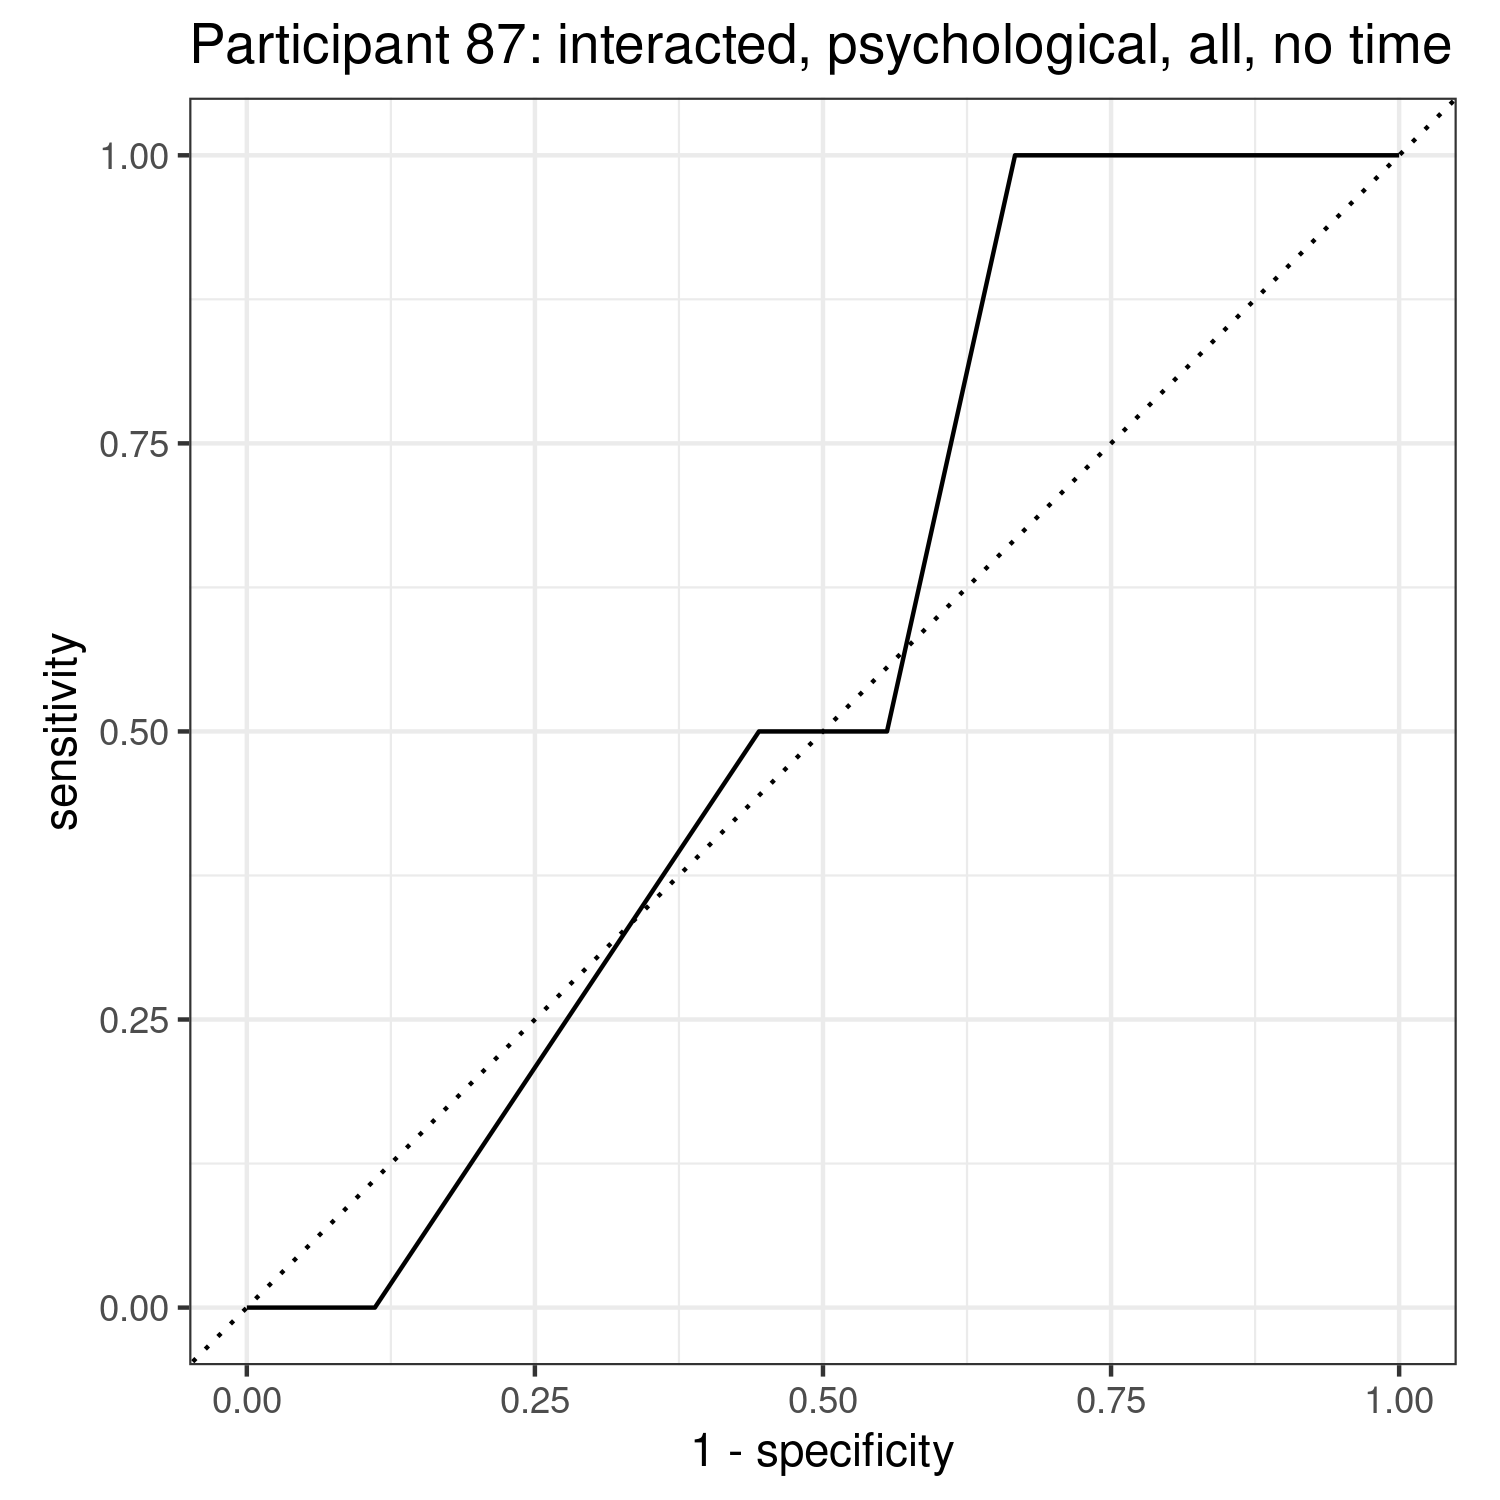 Participant 87: interacted, psychological, all, no time
1.00
0.75
0.50
0.25
0.00
sensitivity
0.00 0.25 0.50 0.75 1.00
1 - specificity